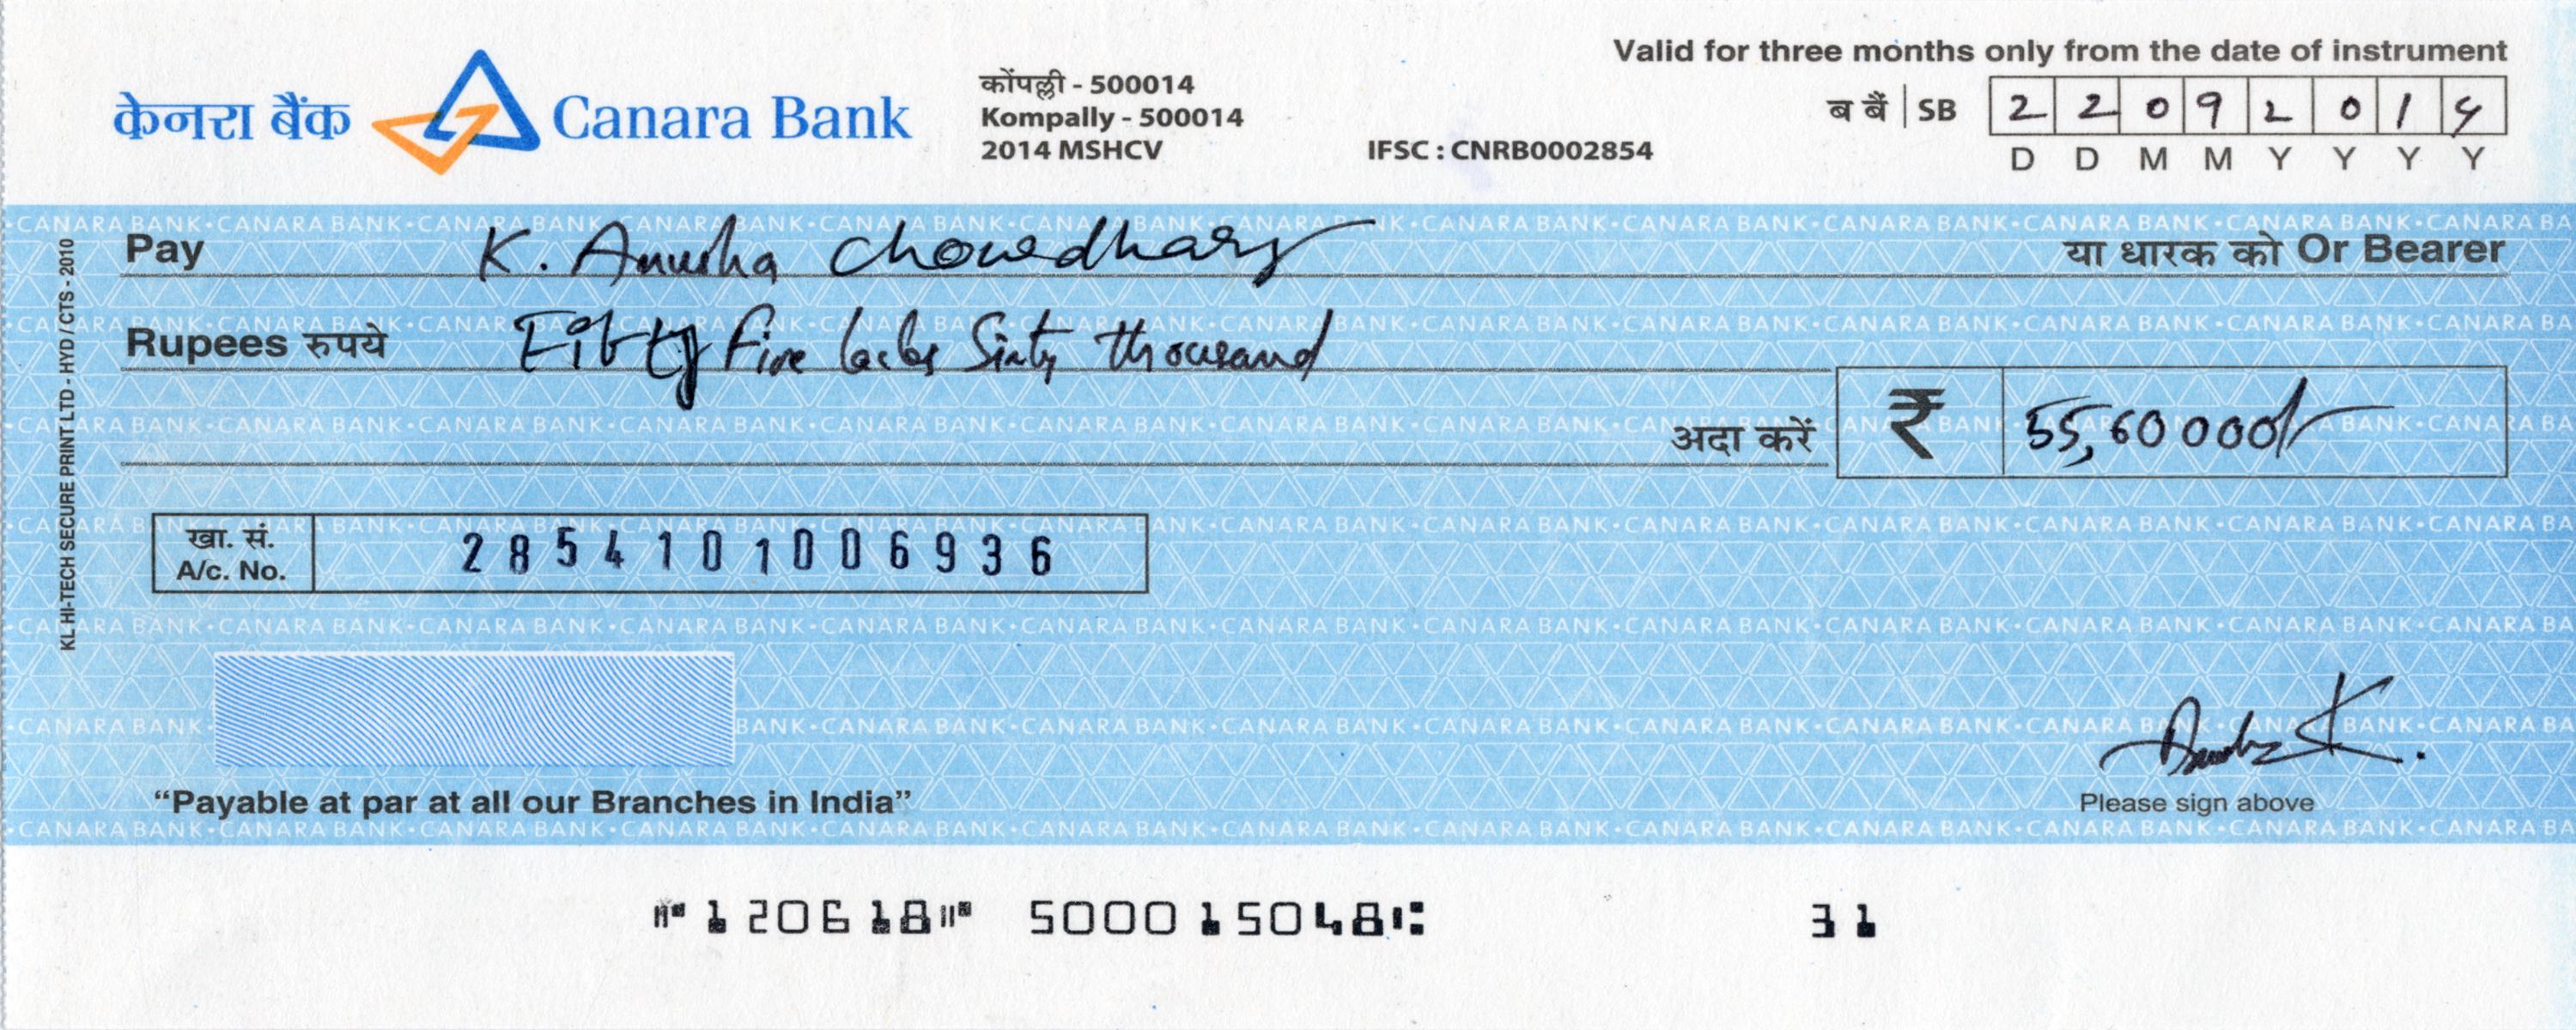 Valid for three months only from the date of instrument
केनरा बैंक Canara Bank
कोंपल्ली - 500014
Kompally - 500014
2014 MSHCV
IFSC : CNRB0002854
ब बैं | SB 2 2 0 9 2 0 1 4
D D M M Y Y Y Y
Pay K. Anusha Chowdhary या धारक को Or Bearer
Rupees रुपये Fifty Five lacks Sixty thousand
अदा करें ₹ 55,60000/-
खा. सं.
A/c. No.
2854101006936
KL HI-TECH SECURE PRINT LTD - HYD / CTS - 2010
"Payable at par at all our Branches in India"
Please sign above
⑈120618⑈ 500015048⑆ 31